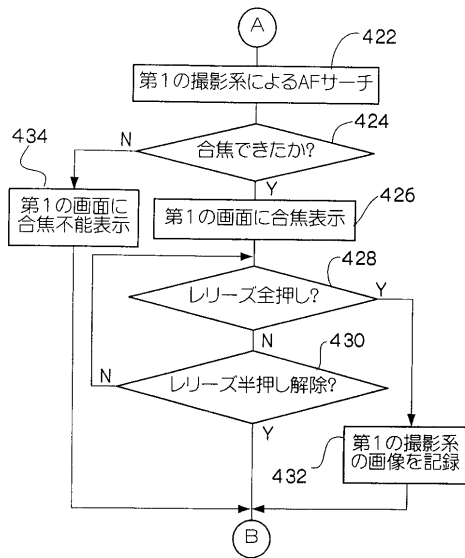 A
422
第1の撮影系によるAFサーチ
424
434
N
合焦できたか?
Y
426
第1の画面に
合焦不能表示
第1の画面に合焦表示
428
レリーズ全押し?
Y
N
430
N
レリーズ半押し解除?
Y
432
第1の撮影系
の画像を記録
B